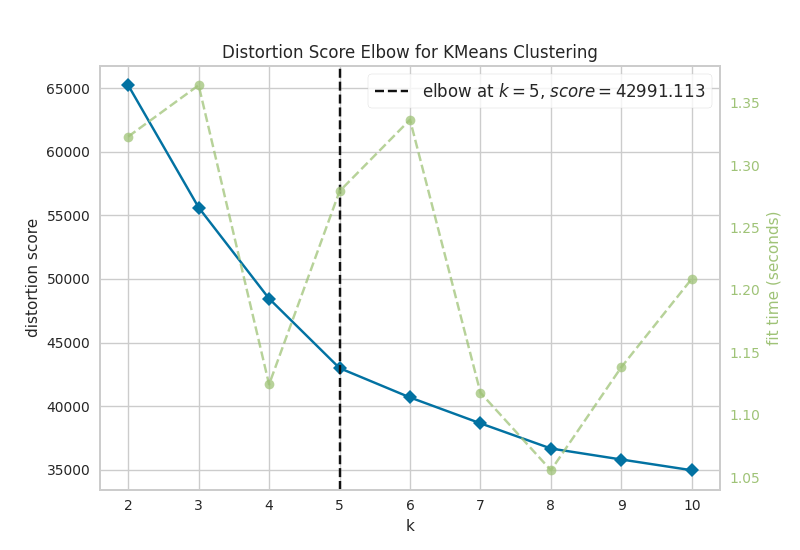 Distortion Score Elbow for KMeans Clustering
elbow at k = 5, score = 42991.113
distortion score
65000
60000
55000
50000
45000
40000
35000
1.35
1.30
1.25
1.20
1.15
1.10
1.05
fit time (seconds)
2 3 4 5 6 7 8 9 10
k